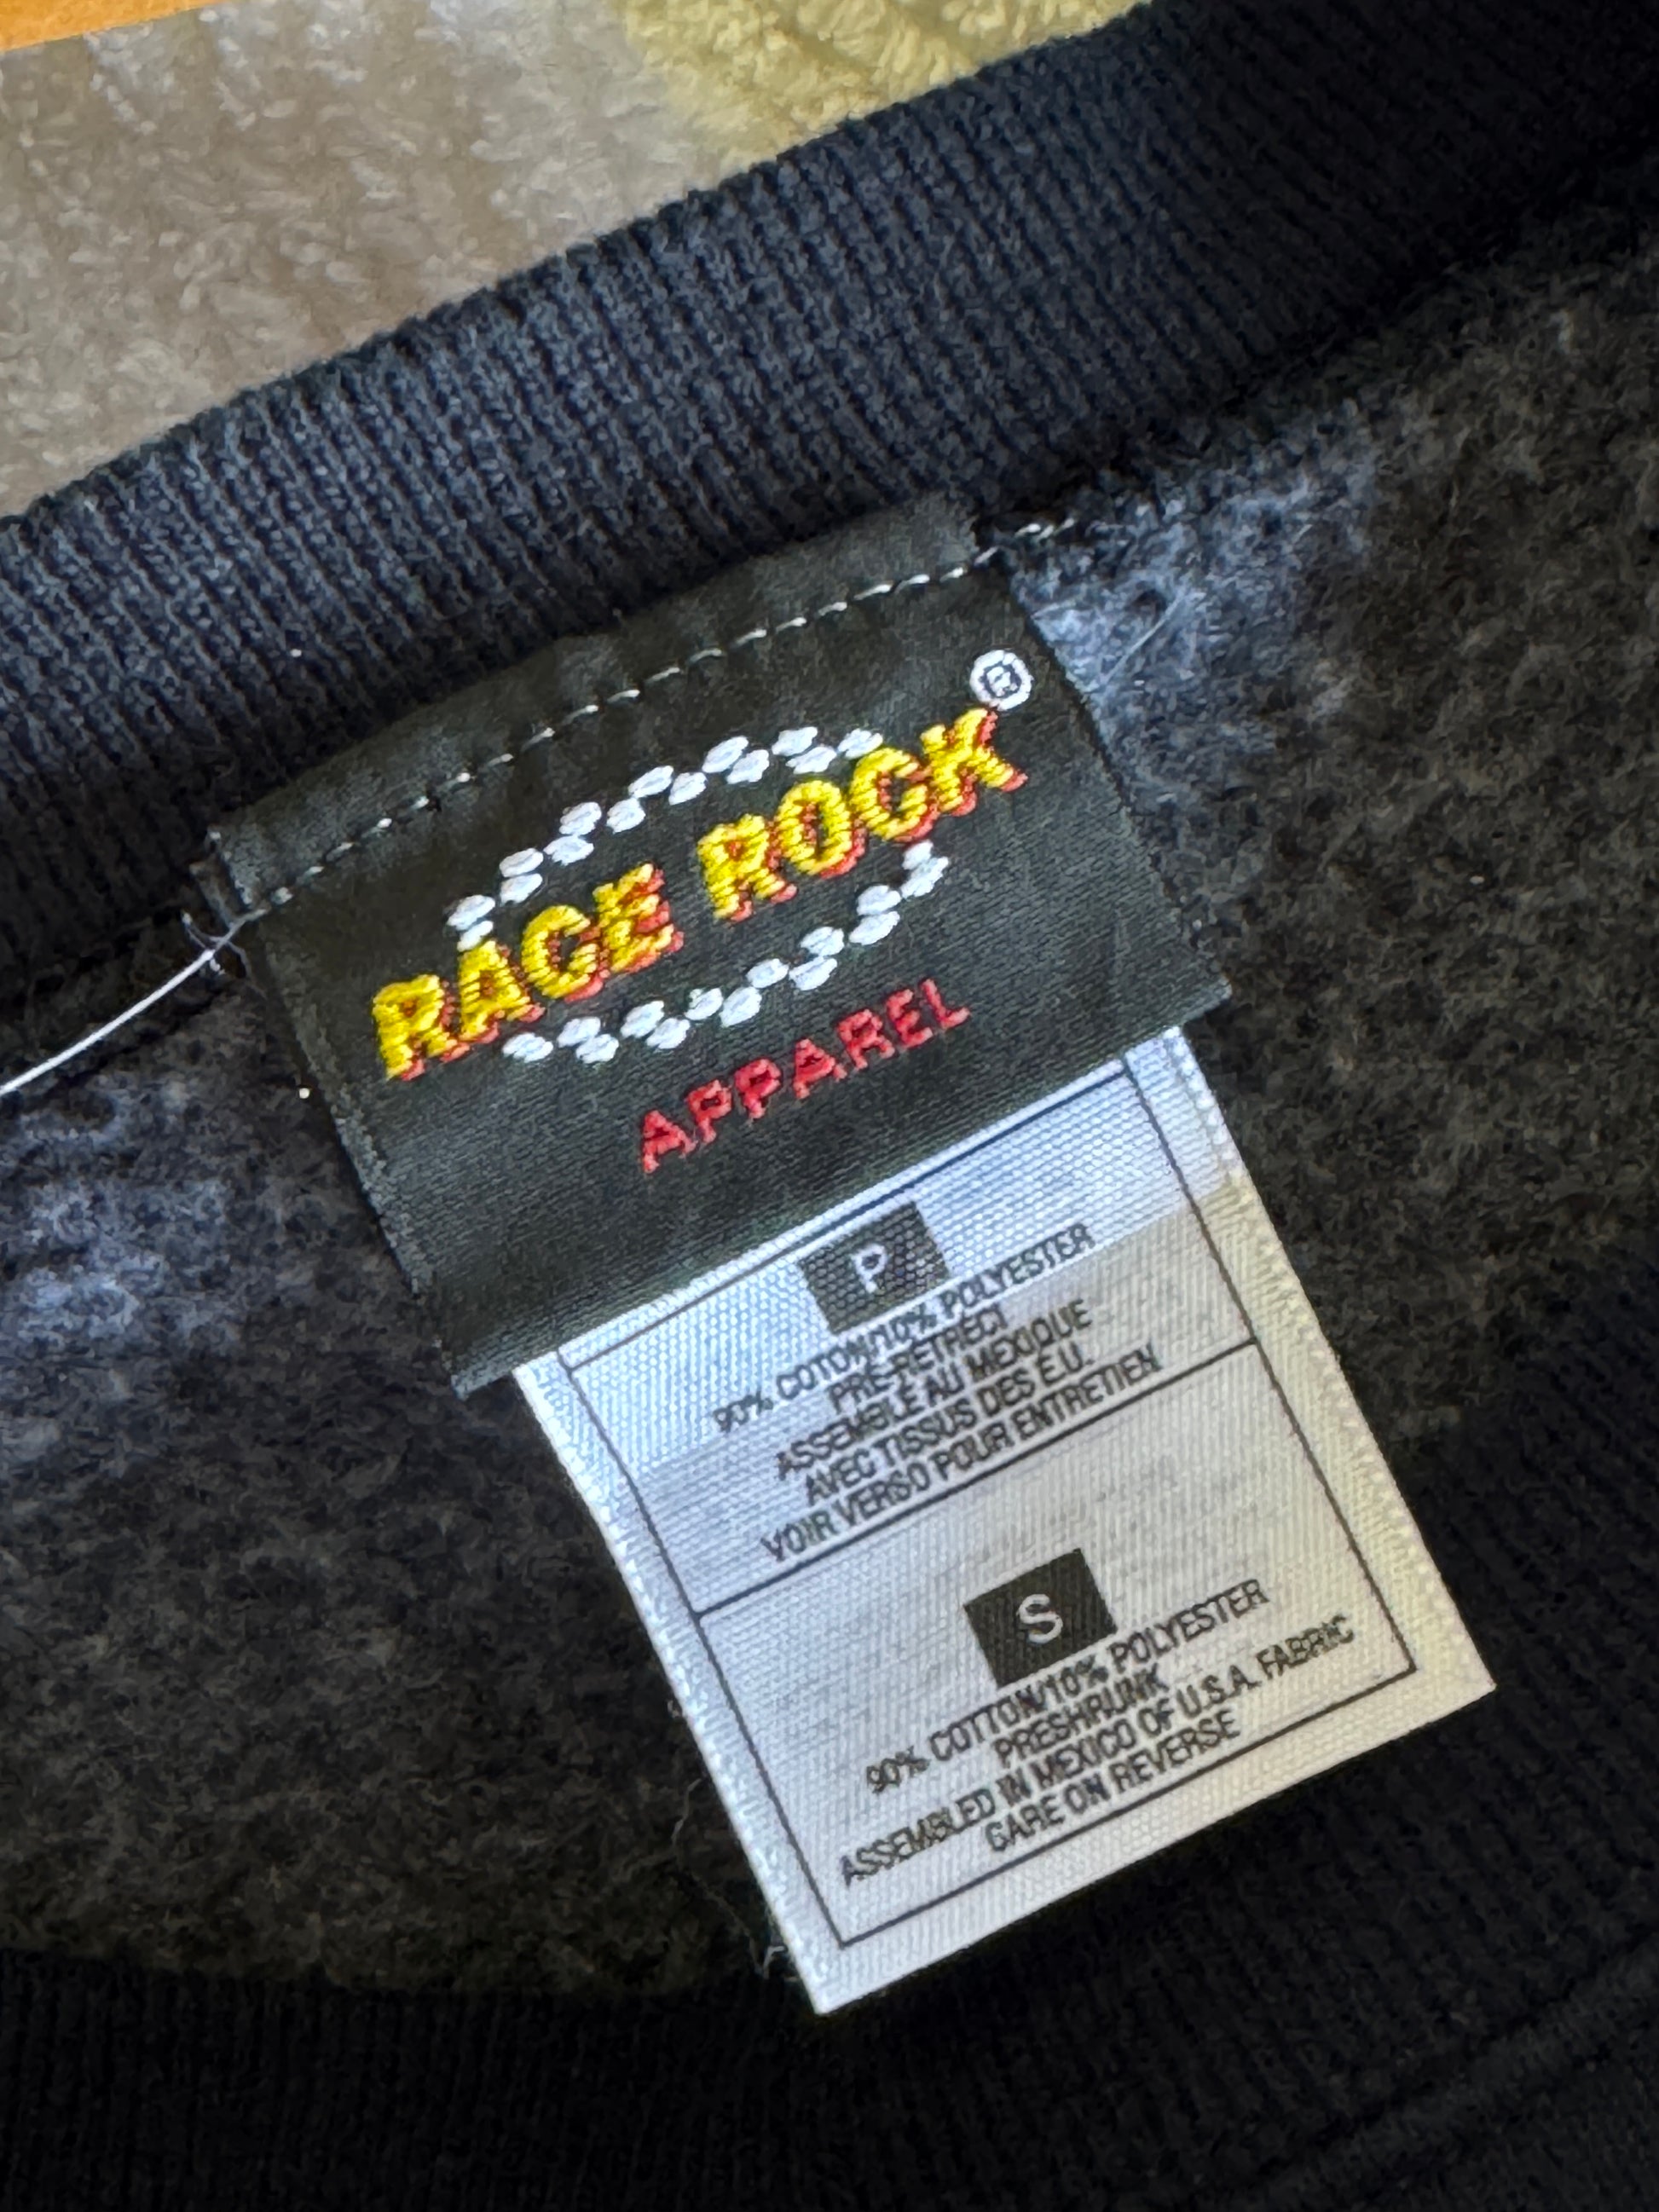 RACE ROCK®
APPAREL
P
90% COTON/10% POLYESTER
PRÉ-RÉTRÉCI
ASSEMBLÉ AU MEXIQUE
AVEC TISSUS DES É.U.
VOIR VERSO POUR ENTRETIEN
S
90% COTTON/10% POLYESTER
PRESHRUNK
ASSEMBLED IN MEXICO OF U.S.A. FABRIC
CARE ON REVERSE